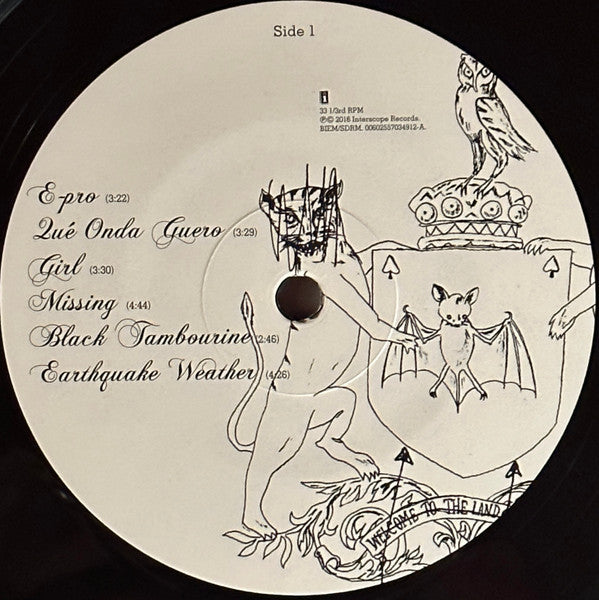 Side 1
i
33 1/3rd RPM
℗© 2016 Interscope Records.
BIEM/SDRM. 00602557034912-A.
E-pro (3:22)
Qué Onda Guero (3:29)
Girl (3:30)
Missing (4:44)
Black Tambourine (2:46)
Earthquake Weather (4:26)
WELCOME TO THE LAND